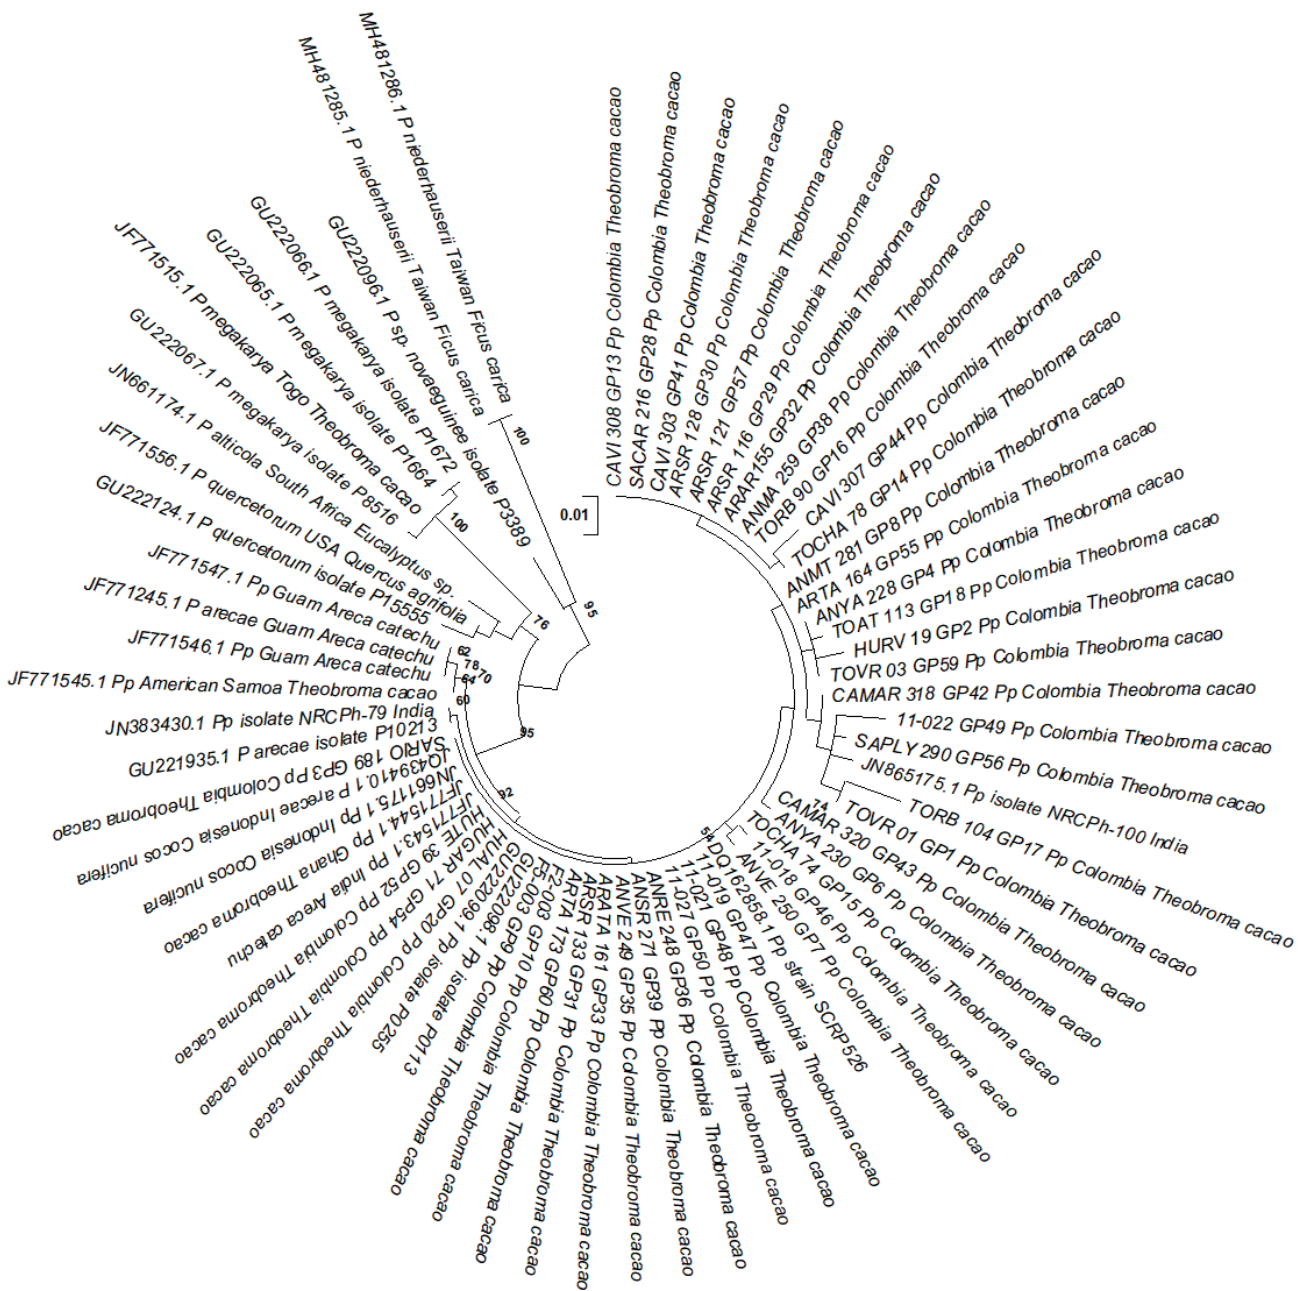 CAVI 308 GP13 Pp Colombia Theobroma cacao
SACAR 216 GP28 Pp Colombia Theobroma cacao
CAVI 303 GP41 Pp Colombia Theobroma cacao
ARSR 128 GP30 Pp Colombia Theobroma cacao
ARSR 121 GP57 Pp Colombia Theobroma cacao
ARSR 116 GP29 Pp Colombia Theobroma cacao
ARAR155 GP32 Pp Colombia Theobroma cacao
ANMA 259 GP38 Pp Colombia Theobroma cacao
TORB 90 GP16 Pp Colombia Theobroma cacao
CAVI 307 GP44 Pp Colombia Theobroma cacao
TOCHA 78 GP14 Pp Colombia Theobroma cacao
ANMT 281 GP8 Pp Colombia Theobroma cacao
ARTA 164 GP55 Pp Colombia Theobroma cacao
ANYA 228 GP4 Pp Colombia Theobroma cacao
TOAT 113 GP18 Pp Colombia Theobroma cacao
HURV 19 GP2 Pp Colombia Theobroma cacao
TOVR 03 GP59 Pp Colombia Theobroma cacao
CAMAR 318 GP42 Pp Colombia Theobroma cacao
11-022 GP49 Pp Colombia Theobroma cacao
SAPLY 290 GP56 Pp Colombia Theobroma cacao
JN865175.1 Pp isolate NRCPh-100 India
TORB 104 GP17 Pp Colombia Theobroma cacao
TOVR 01 GP1 Pp Colombia Theobroma cacao
74
CAMAR 320 GP43 Pp Colombia Theobroma cacao
ANYA 230 GP6 Pp Colombia Theobroma cacao
TOCHA 74 GP15 Pp Colombia Theobroma cacao
11-018 GP46 Pp Colombia Theobroma cacao
ANVE 250 GP7 Pp Colombia Theobroma cacao
54
DQ162858.1 Pp strain SCRP526
11-019 GP47 Pp Colombia Theobroma cacao
11-021 GP48 Pp Colombia Theobroma cacao
11-027 GP50 Pp Colombia Theobroma cacao
ANRE 248 GP36 Pp Colombia Theobroma cacao
ANSR 271 GP39 Pp Colombia Theobroma cacao
ANVE 249 GP35 Pp Colombia Theobroma cacao
ARATA 161 GP33 Pp Colombia Theobroma cacao
ARSR 133 GP31 Pp Colombia Theobroma cacao
ARTA 173 GP60 Pp Colombia Theobroma cacao
F2-003 GP10 Pp Colombia Theobroma cacao
F5-003 GP9 Pp Colombia Theobroma cacao
GU222098.1 Pp isolate P0113
GU222099.1 Pp isolate P0255
HUAL 07 GP20 Pp Colombia Theobroma cacao
HUGAR 71 GP54 Pp Colombia Theobroma cacao
HUTE 39 GP52 Pp Colombia Theobroma cacao
JF771543.1 Pp India Areca catechu
JF771544.1 Pp Ghana Theobroma cacao
JN661175.1 Pp Indonesia Cocos nucifera
JQ439410.1 P arecae Indonesia Cocos nucifera
SARIO 189 GP3 Pp Colombia Theobroma cacao
GU221935.1 P arecae isolate P10213
JN383430.1 Pp isolate NRCPh-79 India
JF771545.1 Pp American Samoa Theobroma cacao
JF771546.1 Pp Guam Areca catechu
JF771245.1 P arecae Guam Areca catechu
JF771547.1 Pp Guam Areca catechu
GU222124.1 P quercetorum isolate P15555
JF771556.1 P quercetorum USA Quercus agrifolia
JN661174.1 P alticola South Africa Eucalyptus sp.
GU222067.1 P megakarya isolate P8516
JF771515.1 P megakarya Togo Theobroma cacao
GU222065.1 P megakarya isolate P1664
GU222066.1 P megakarya isolate P1672
GU222096.1 P sp. novaeguinee isolate P3389
MH481285.1 P niederhauserii Taiwan Ficus carica
MH481286.1 P niederhauserii Taiwan Ficus carica
100
0.01
100
95
76
62
78
70
64
60
95
92